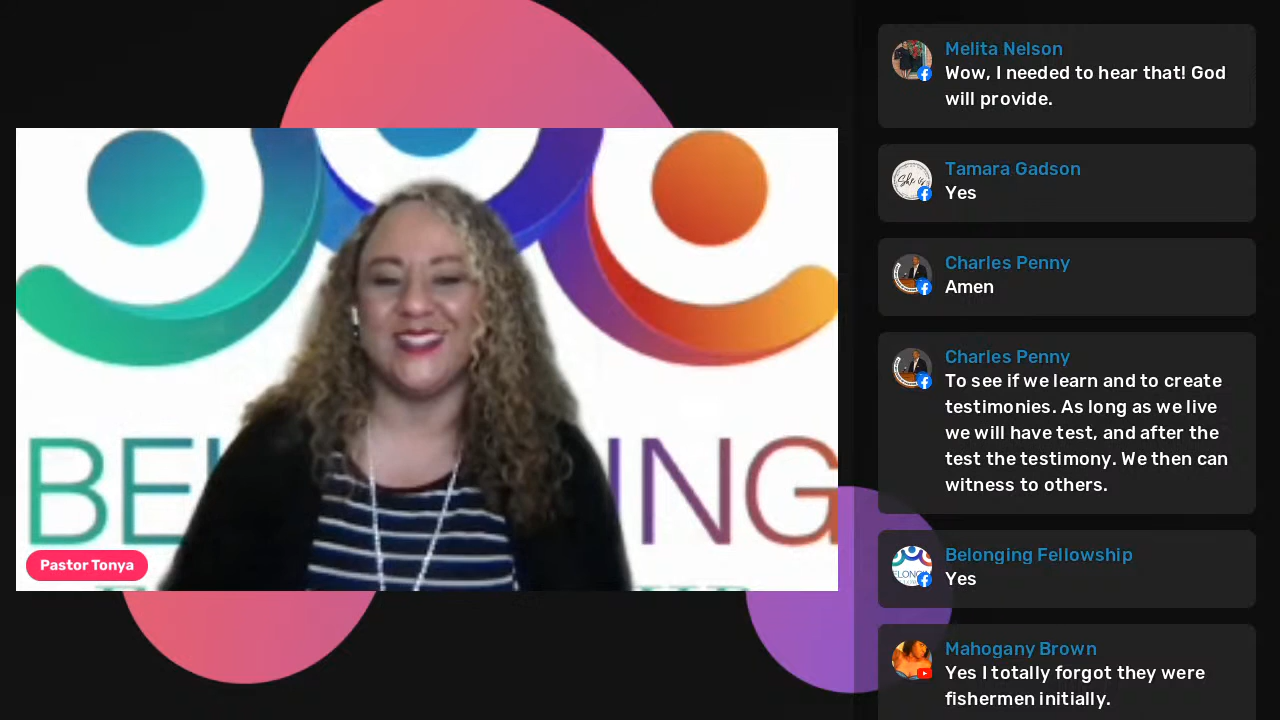 BEL
ING
Pastor Tonya
Melita Nelson
Wow, I needed to hear that! God
will provide.
Tamara Gadson
Yes
Charles Penny
Amen
Charles Penny
To see if we learn and to create
testimonies. As long as we live
we will have test, and after the
test the testimony. We then can
witness to others.
Belonging Fellowship
Yes
Mahogany Brown
Yes I totally forgot they were
fishermen initially.